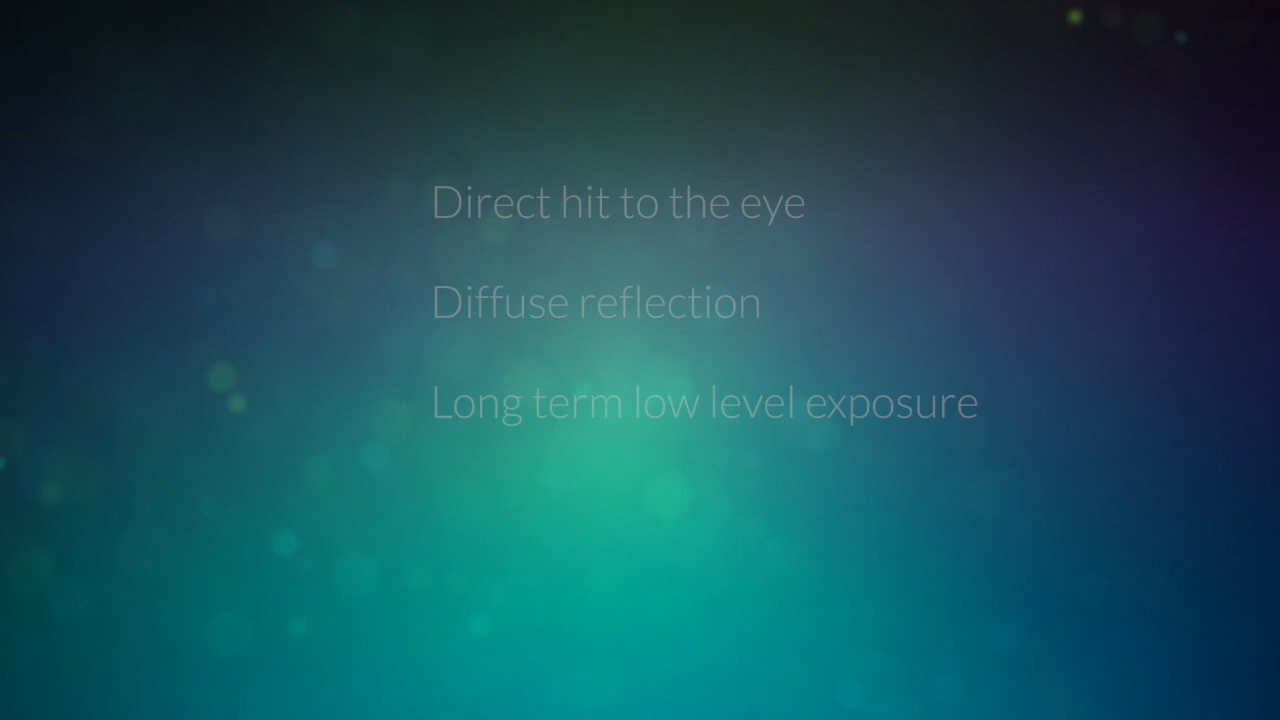 Direct hit to the eye
Diffuse reflection
Long term low level exposure